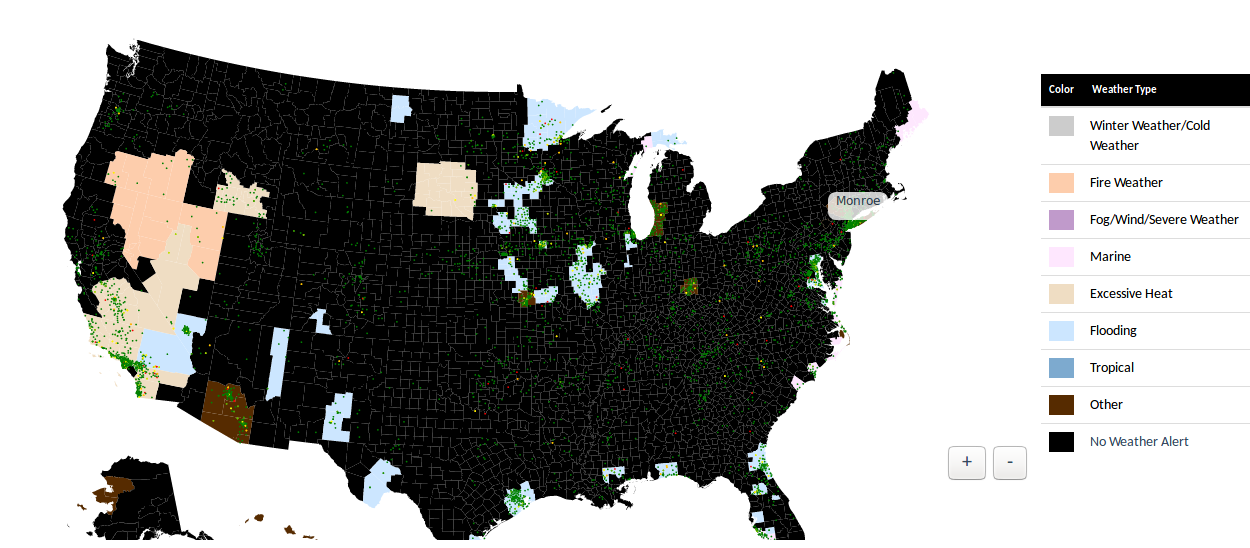 Color Weather Type
Winter Weather/Cold
Weather
Fire Weather
Monroe
Fog/Wind/Severe Weather
Marine
Excessive Heat
Flooding
Tropical
Other
No Weather Alert
+ -